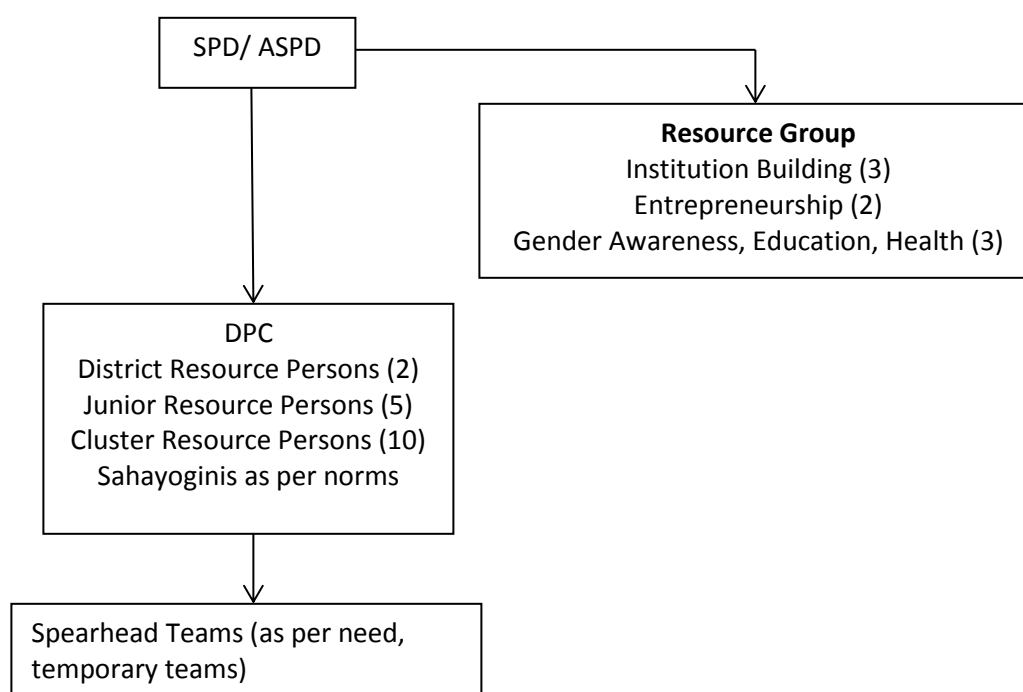 SPD/ ASPD
Resource Group
Institution Building (3)
Entrepreneurship (2)
Gender Awareness, Education, Health (3)
DPC
District Resource Persons (2)
Junior Resource Persons (5)
Cluster Resource Persons (10)
Sahayoginis as per norms
Spearhead Teams (as per need,
temporary teams)